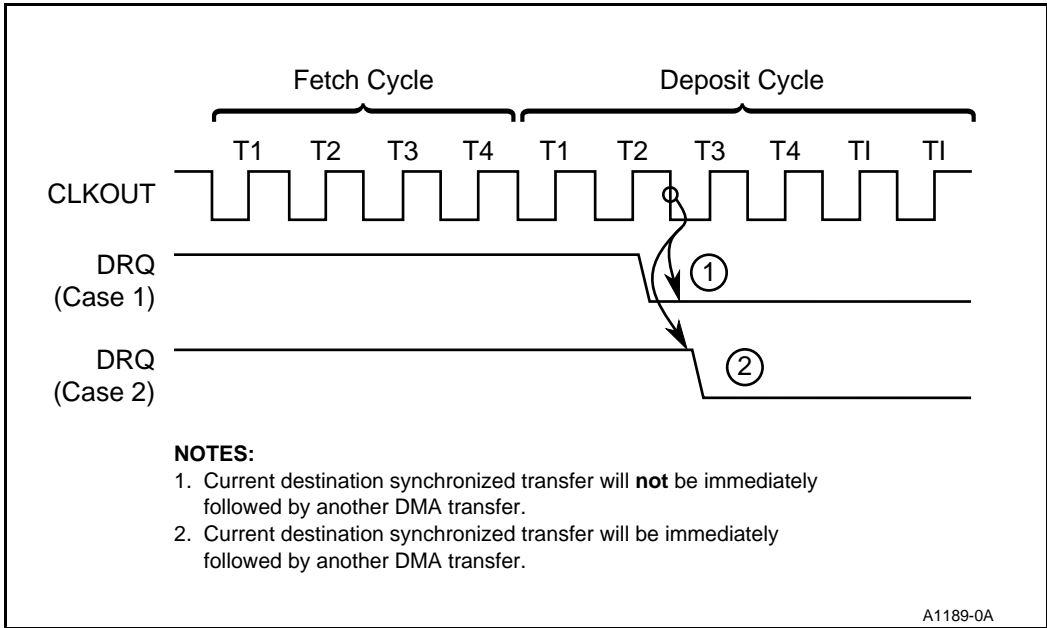 Fetch Cycle Deposit Cycle
T1 T2 T3 T4 T1 T2 T3 T4 TI TI
CLKOUT
DRQ
(Case 1)
1
DRQ
(Case 2)
2
NOTES:
1. Current destination synchronized transfer will not be immediately
followed by another DMA transfer.
2. Current destination synchronized transfer will be immediately
followed by another DMA transfer.
A1189-0A